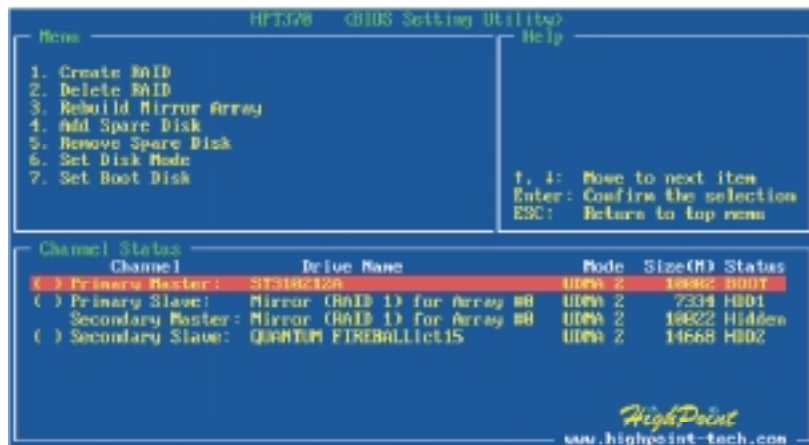 HPT370 (BIOS Setting Utility)
Menu
1. Create RAID
2. Delete RAID
3. Rebuild Mirror Array
4. Add Spare Disk
5. Remove Spare Disk
6. Set Disk Mode
7. Set Boot Disk
Help
↑, ↓: Move to next item
Enter: Confirm the selection
ESC: Return to top menu
Channel Status
Channel Drive Name Mode Size(M) Status
( ) Primary Master: ST310212A UDMA 2 10002 BOOT
( ) Primary Slave: Mirror (RAID 1) for Array #0 UDMA 2 7334 HDD1
Secondary Master: Mirror (RAID 1) for Array #0 UDMA 2 10022 Hidden
( ) Secondary Slave: QUANTUM FIREBALLlct15 UDMA 2 14668 HDD2
HighPoint
www.highpoint-tech.com